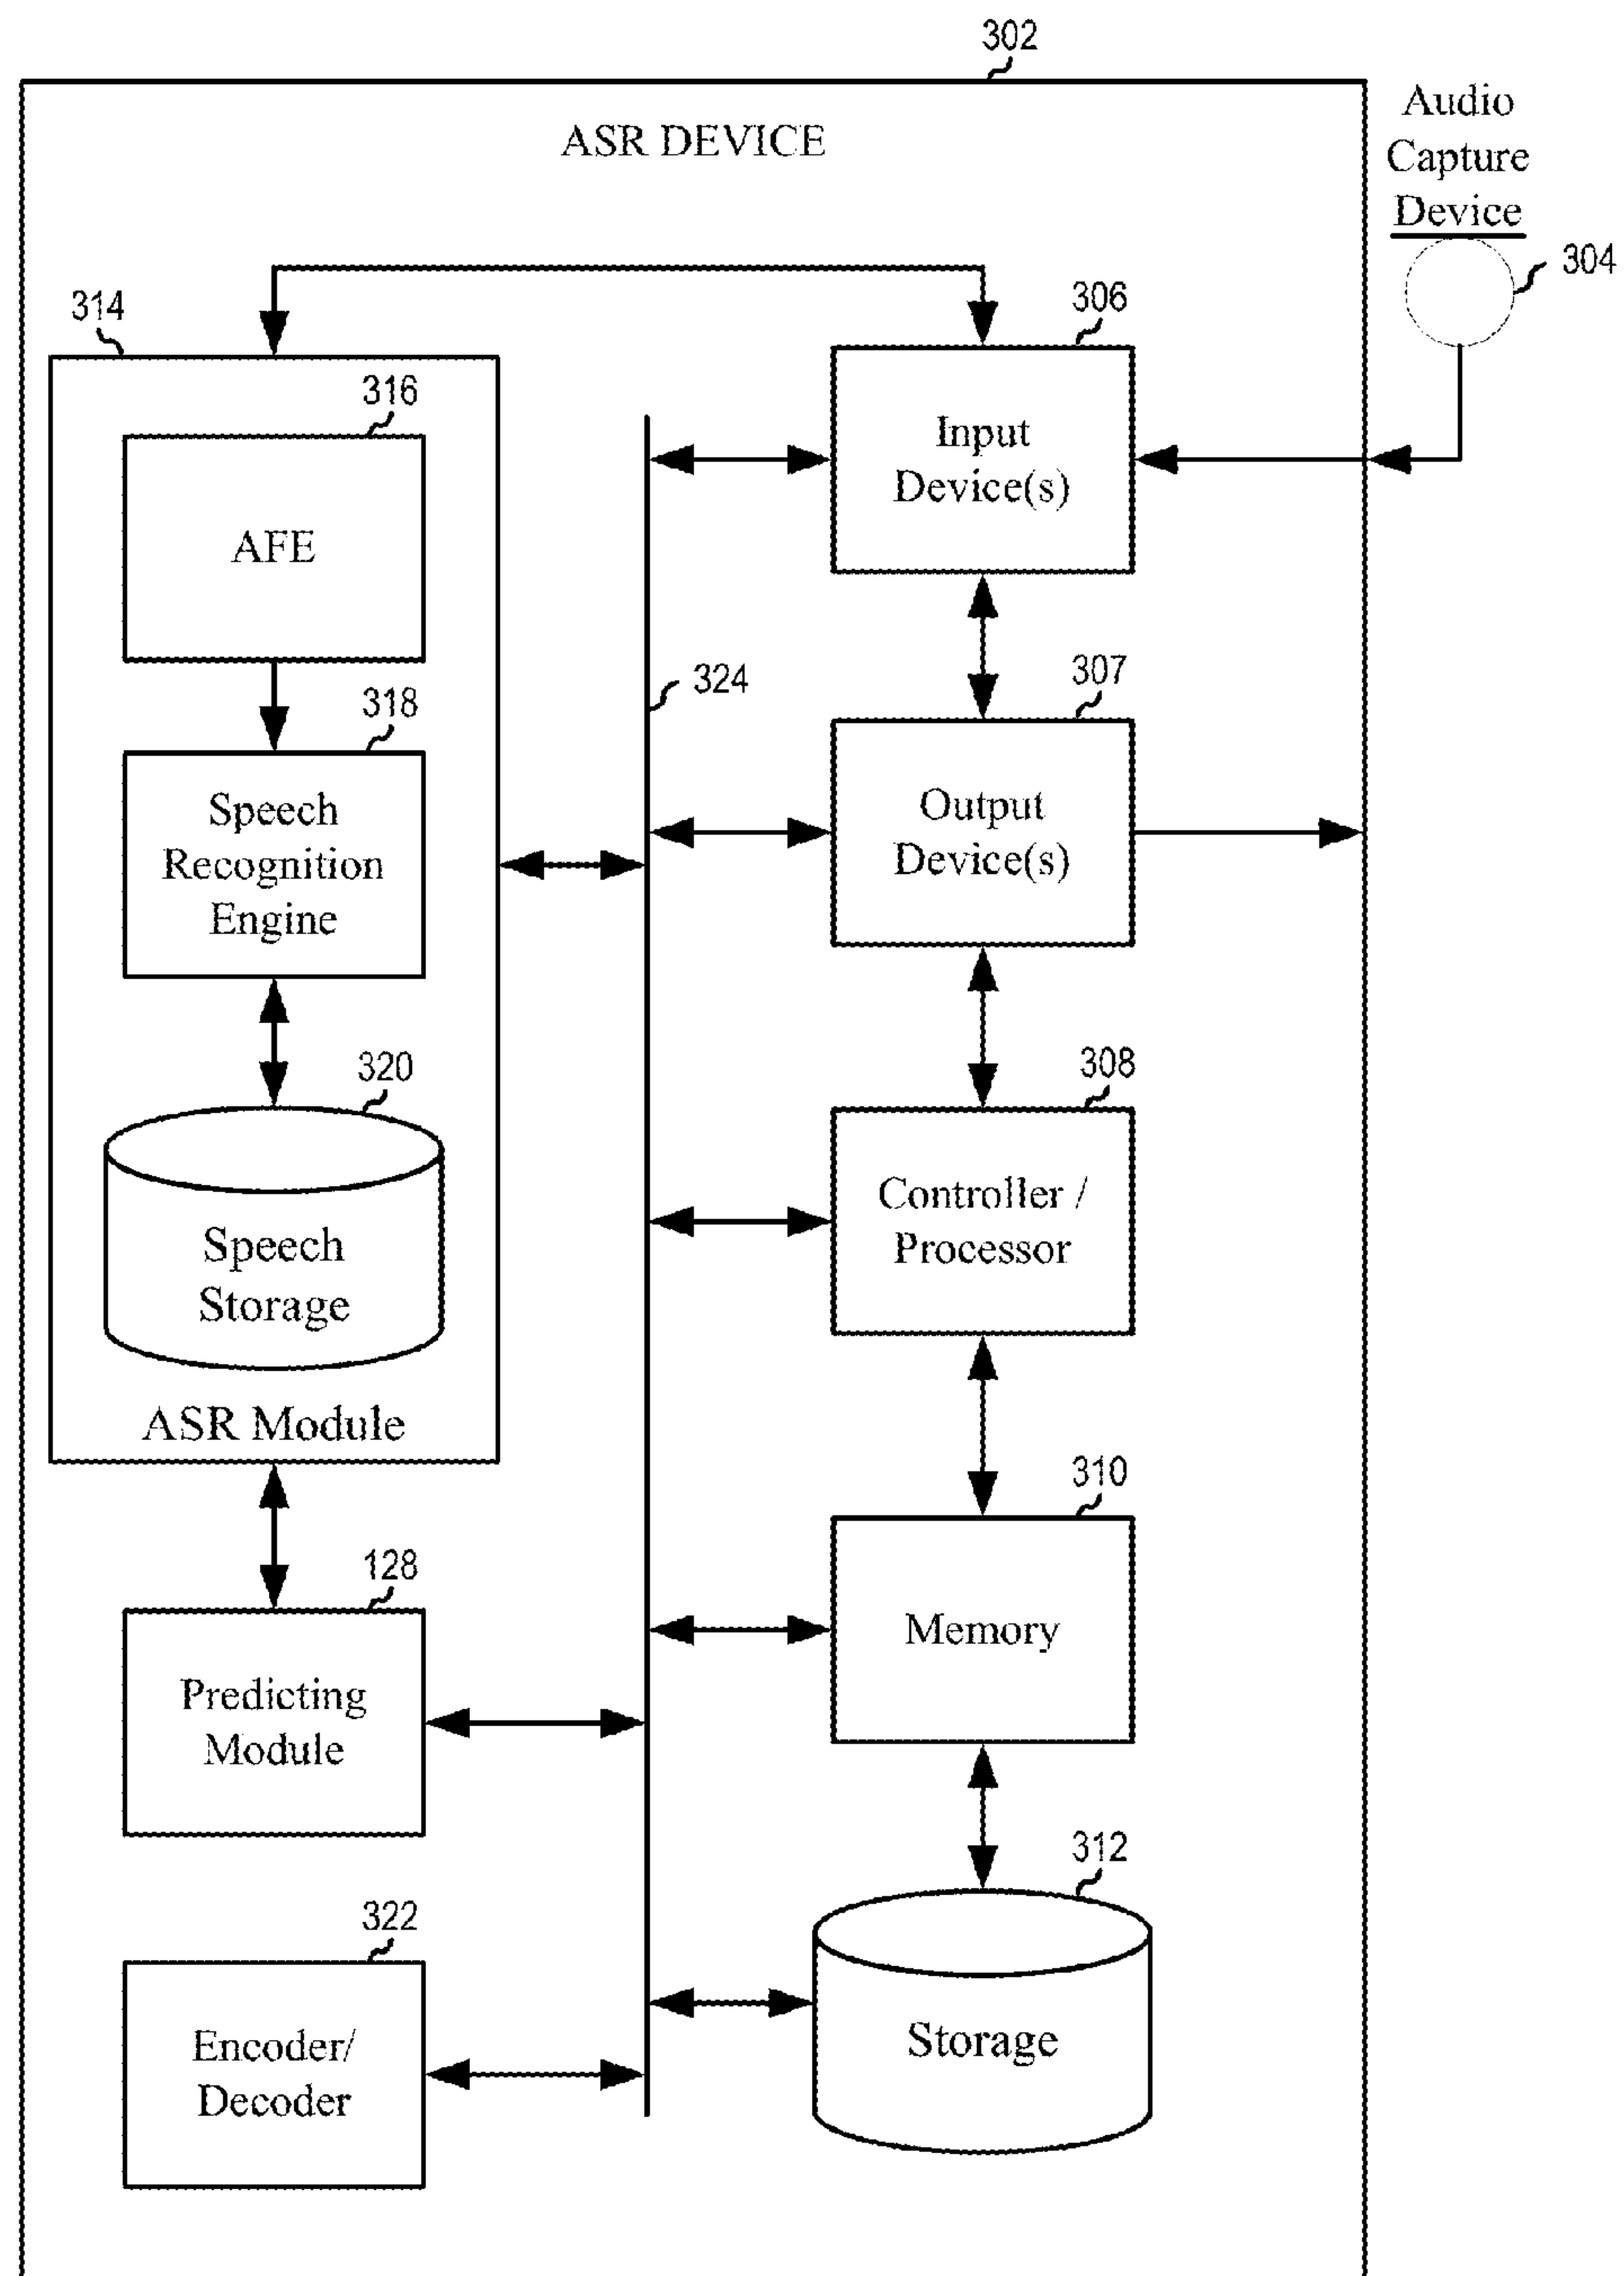 302
ASR DEVICE
Audio
Capture
Device
304
314
306
316
Input
Device(s)
AFE
324
307
318
Speech
Recognition
Engine
Output
Device(s)
320
308
Speech
Storage
Controller /
Processor
ASR Module
310
128
Memory
Predicting
Module
312
322
Storage
Encoder/
Decoder